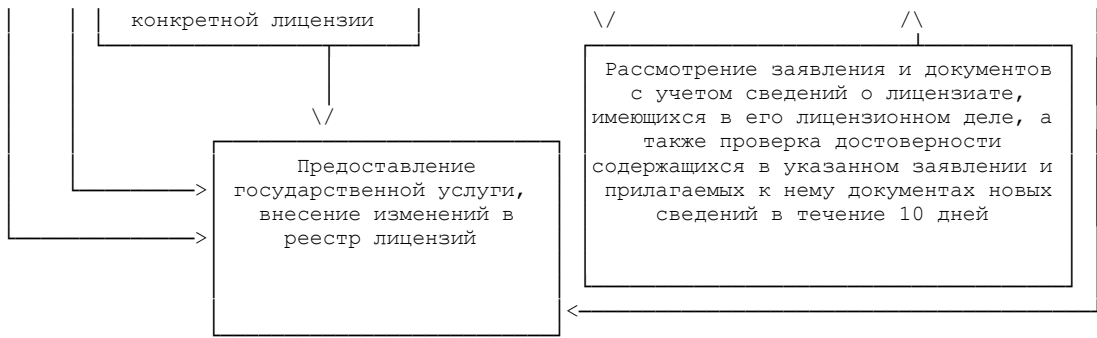 конкретной лицензии
Рассмотрение заявления и документов
с учетом сведений о лицензиате,
имеющихся в его лицензионном деле, а
также проверка достоверности
содержащихся в указанном заявлении и
прилагаемых к нему документах новых
сведений в течение 10 дней
Предоставление
государственной услуги,
внесение изменений в
реестр лицензий